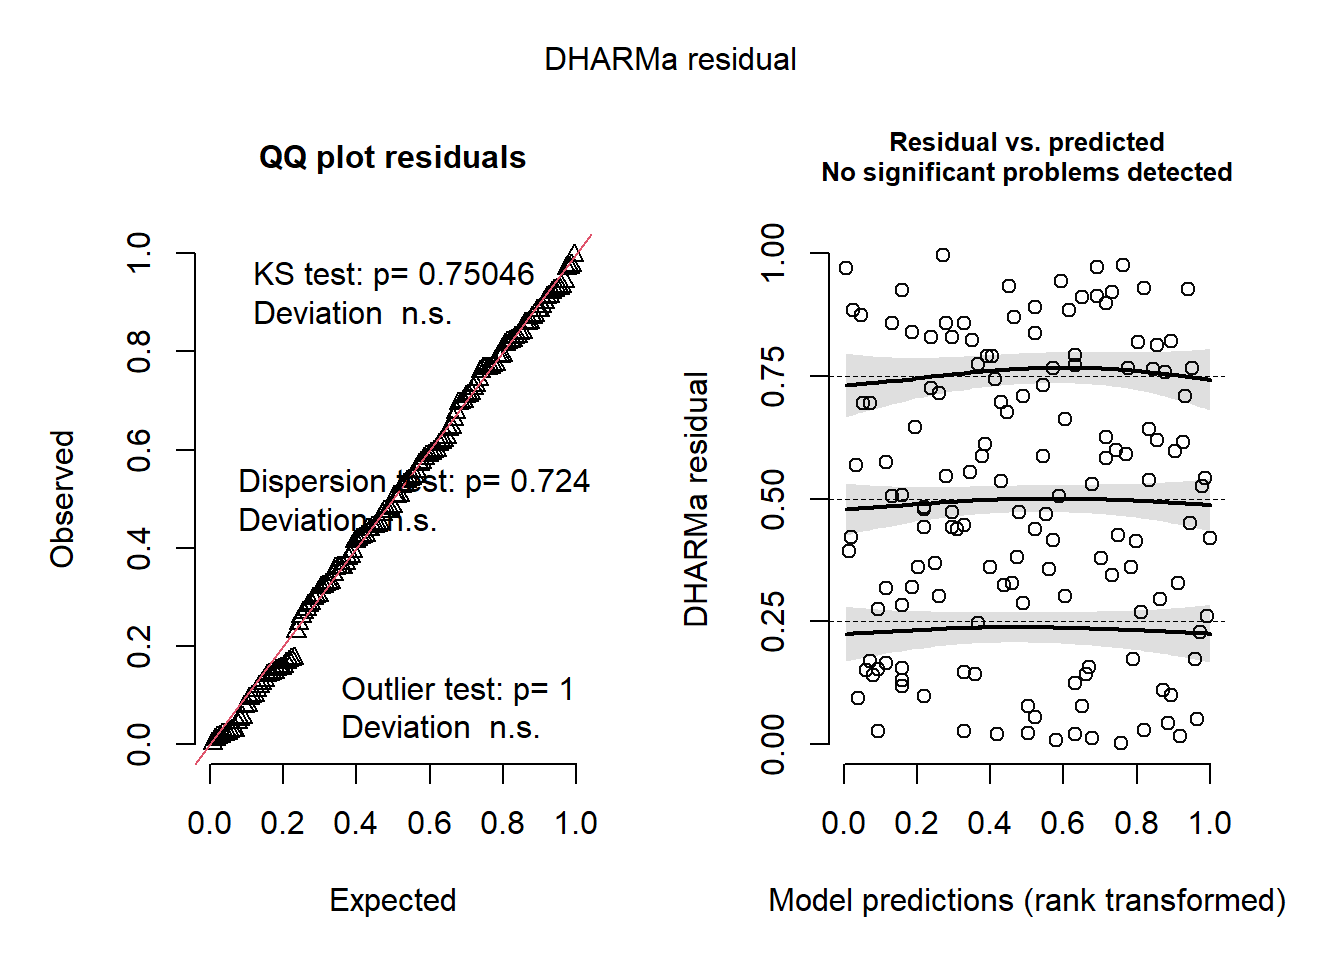 DHARMa residual
QQ plot residuals
KS test: p= 0.75046
Deviation  n.s.
Dispersion test: p= 0.724
Deviation  n.s.
Outlier test: p= 1
Deviation  n.s.
Observed
0.0
0.2
0.4
0.6
0.8
1.0
0.0 0.2 0.4 0.6 0.8 1.0
Expected
Residual vs. predicted
No significant problems detected
DHARMa residual
0.00
0.25
0.50
0.75
1.00
0.0 0.2 0.4 0.6 0.8 1.0
Model predictions (rank transformed)